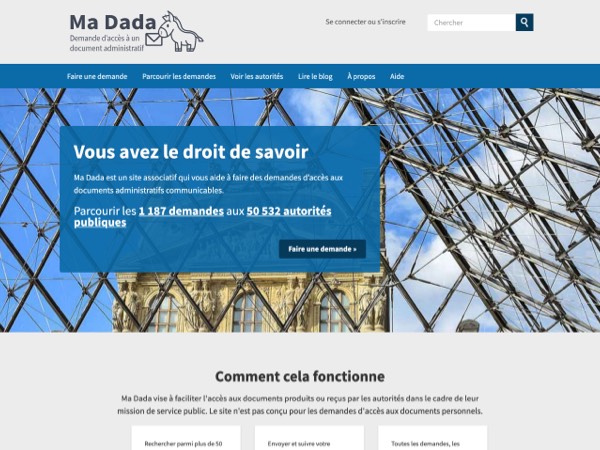 Ma Dada
Demande d'accès à un
document administratif
Se connecter ou s'inscrire
Chercher
Faire une demande
Parcourir les demandes
Voir les autorités
Lire le blog
À propos
Aide
Vous avez le droit de savoir
Ma Dada est un site associatif qui vous aide à faire des demandes d'accès aux
documents administratifs communicables.
Parcourir les 1 187 demandes aux 50 532 autorités
publiques
Faire une demande »
Comment cela fonctionne
Ma Dada vise à faciliter l'accès aux documents produits ou reçus par les autorités dans le cadre de leur
mission de service public. Le site n'est pas conçu pour les demandes d'accès aux documents personnels.
Rechercher parmi plus de 50
Envoyer et suivre votre
Toutes les demandes, les